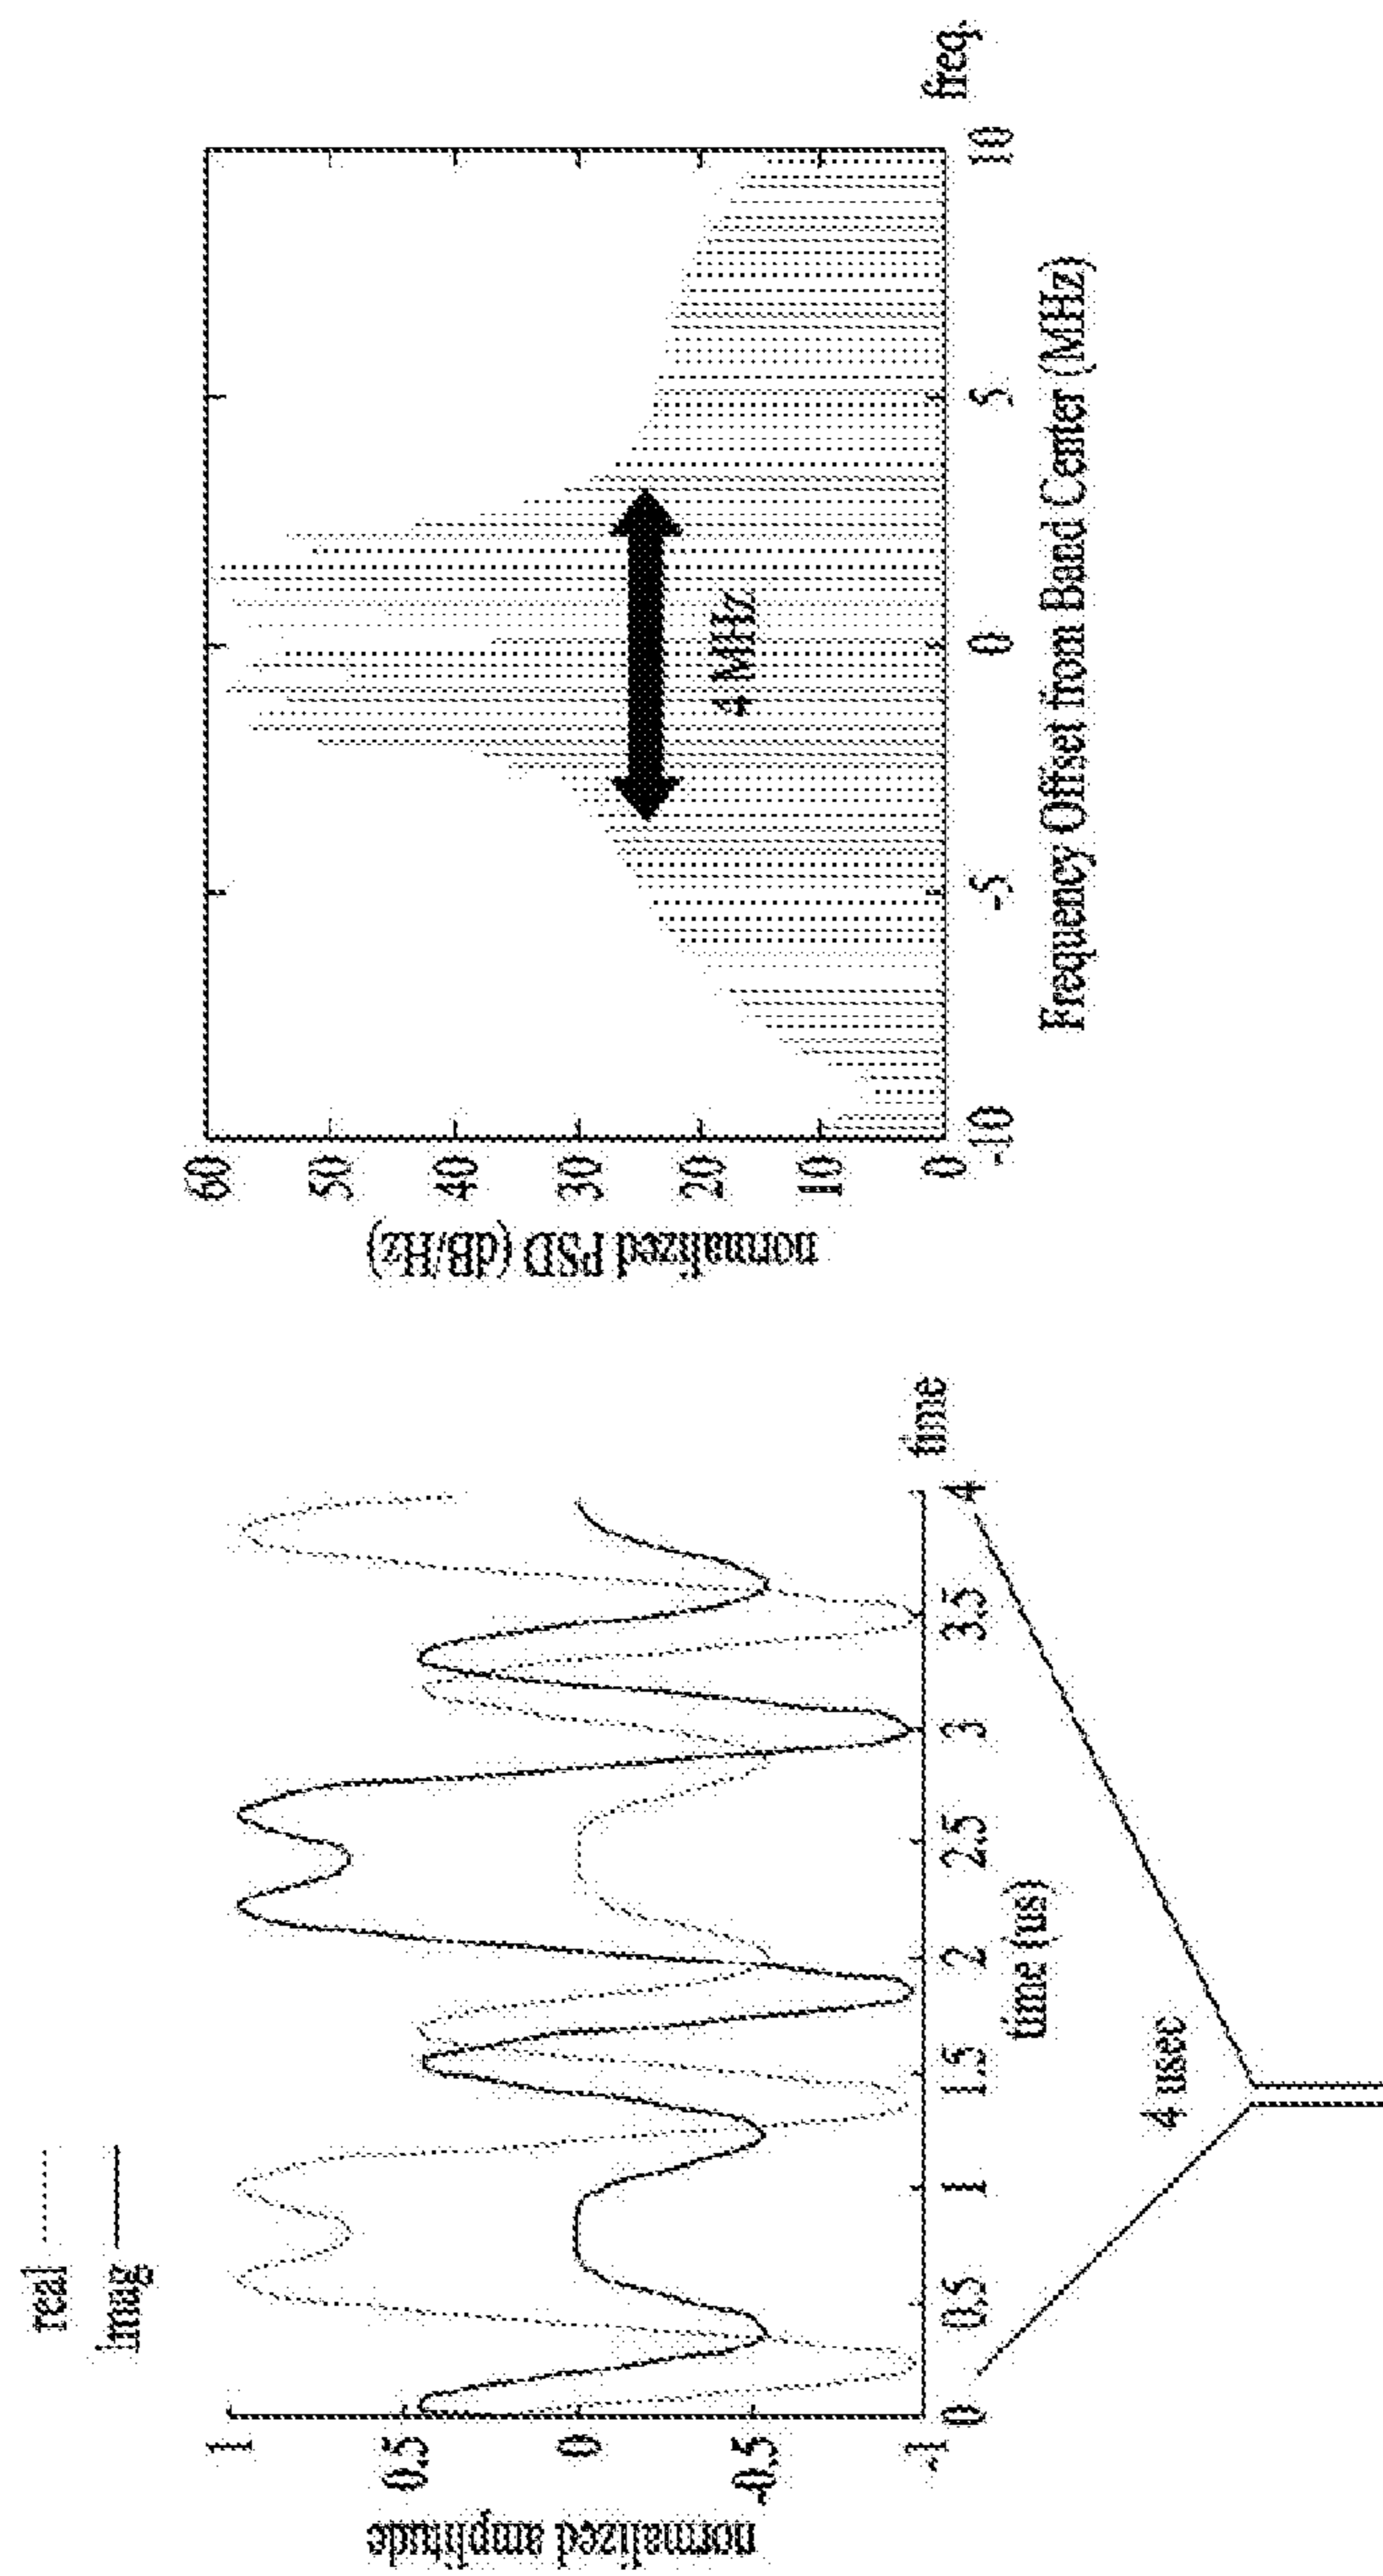 real
imag
normalized amplitude
1
0.5
0
-0.5
-1
0 0.5 1 1.5 2 2.5 3 3.5 4
time
time (us)
4 usec
normalized PSD (dB/Hz)
60
50
40
30
20
10
0
4 MHz
-10 -5 0 5 10
freq.
Frequency Offset from Band Center (MHz)